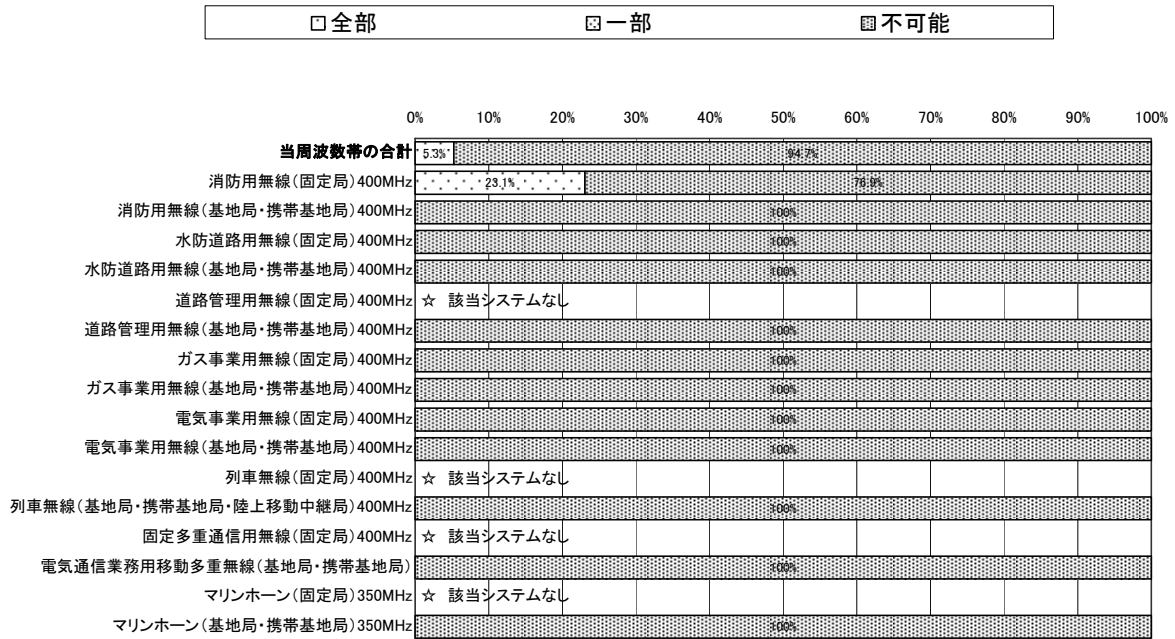 全部 一部 不可能
0% 10% 20% 30% 40% 50% 60% 70% 80% 90% 100%
当周波数帯の合計 5.3% 94.7%
消防用無線(固定局)400MHz 23.1% 76.9%
消防用無線(基地局・携帯基地局)400MHz 100%
水防道路用無線(固定局)400MHz 100%
水防道路用無線(基地局・携帯基地局)400MHz 100%
道路管理用無線(固定局)400MHz ☆ 該当システムなし
道路管理用無線(基地局・携帯基地局)400MHz 100%
ガス事業用無線(固定局)400MHz 100%
ガス事業用無線(基地局・携帯基地局)400MHz 100%
電気事業用無線(固定局)400MHz 100%
電気事業用無線(基地局・携帯基地局)400MHz 100%
列車無線(固定局)400MHz ☆ 該当システムなし
列車無線(基地局・携帯基地局・陸上移動中継局)400MHz 100%
固定多重通信用無線(固定局)400MHz ☆ 該当システムなし
電気通信業務用移動多重無線(基地局・携帯基地局) 100%
マリンホーン(固定局)350MHz ☆ 該当システムなし
マリンホーン(基地局・携帯基地局)350MHz 100%